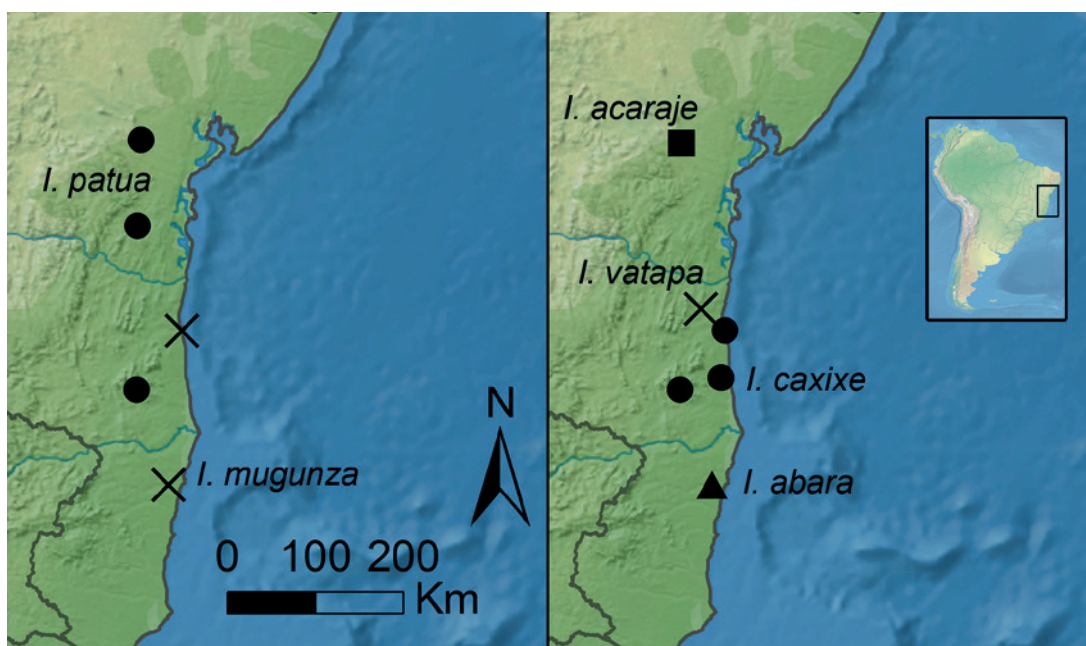 I. patua
I. mugunza
N
0 100 200
Km
I. acaraje
I. vatapa
I. caxixe
I. abara